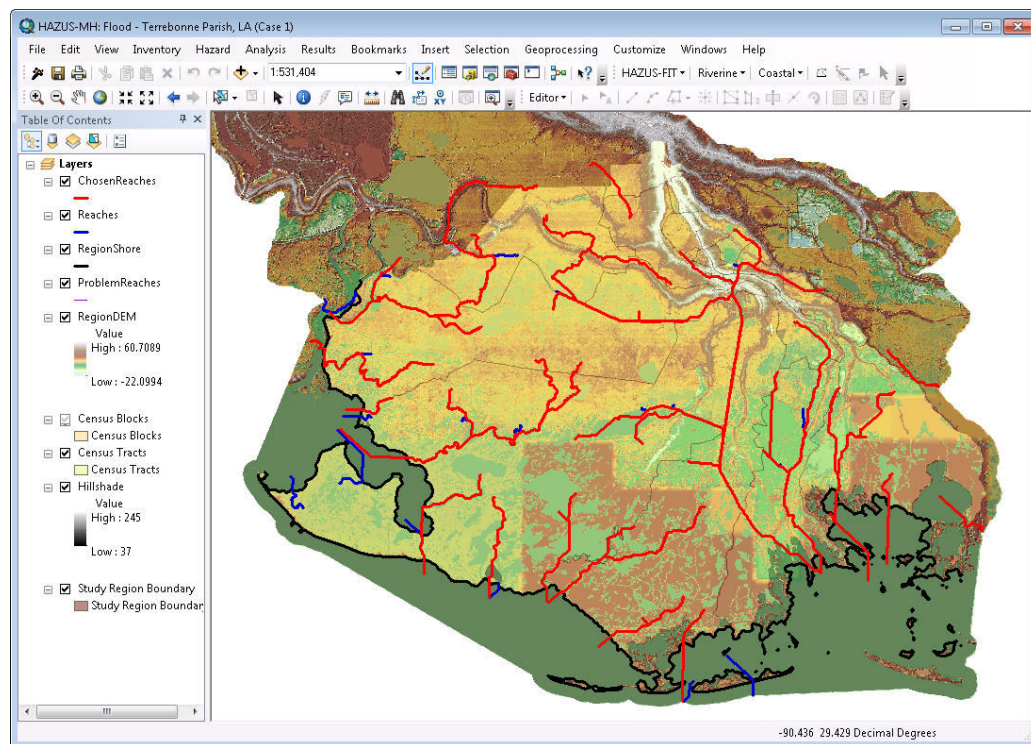 HAZUS-MH: Flood - Terrebonne Parish, LA (Case 1)
File Edit View Inventory Hazard Analysis Results Bookmarks Insert Selection Geoprocessing Customize Windows Help
1:531,404 HAZUS-FIT Riverine Coastal
Editor
Table Of Contents
Layers
ChosenReaches
Reaches
RegionShore
ProblemReaches
RegionDEM
Value
High : 60.7089
Low : -22.0994
Census Blocks
Census Blocks
Census Tracts
Census Tracts
Hillshade
Value
High : 245
Low : 37
Study Region Boundary
Study Region Boundar
-90.436 29.429 Decimal Degrees